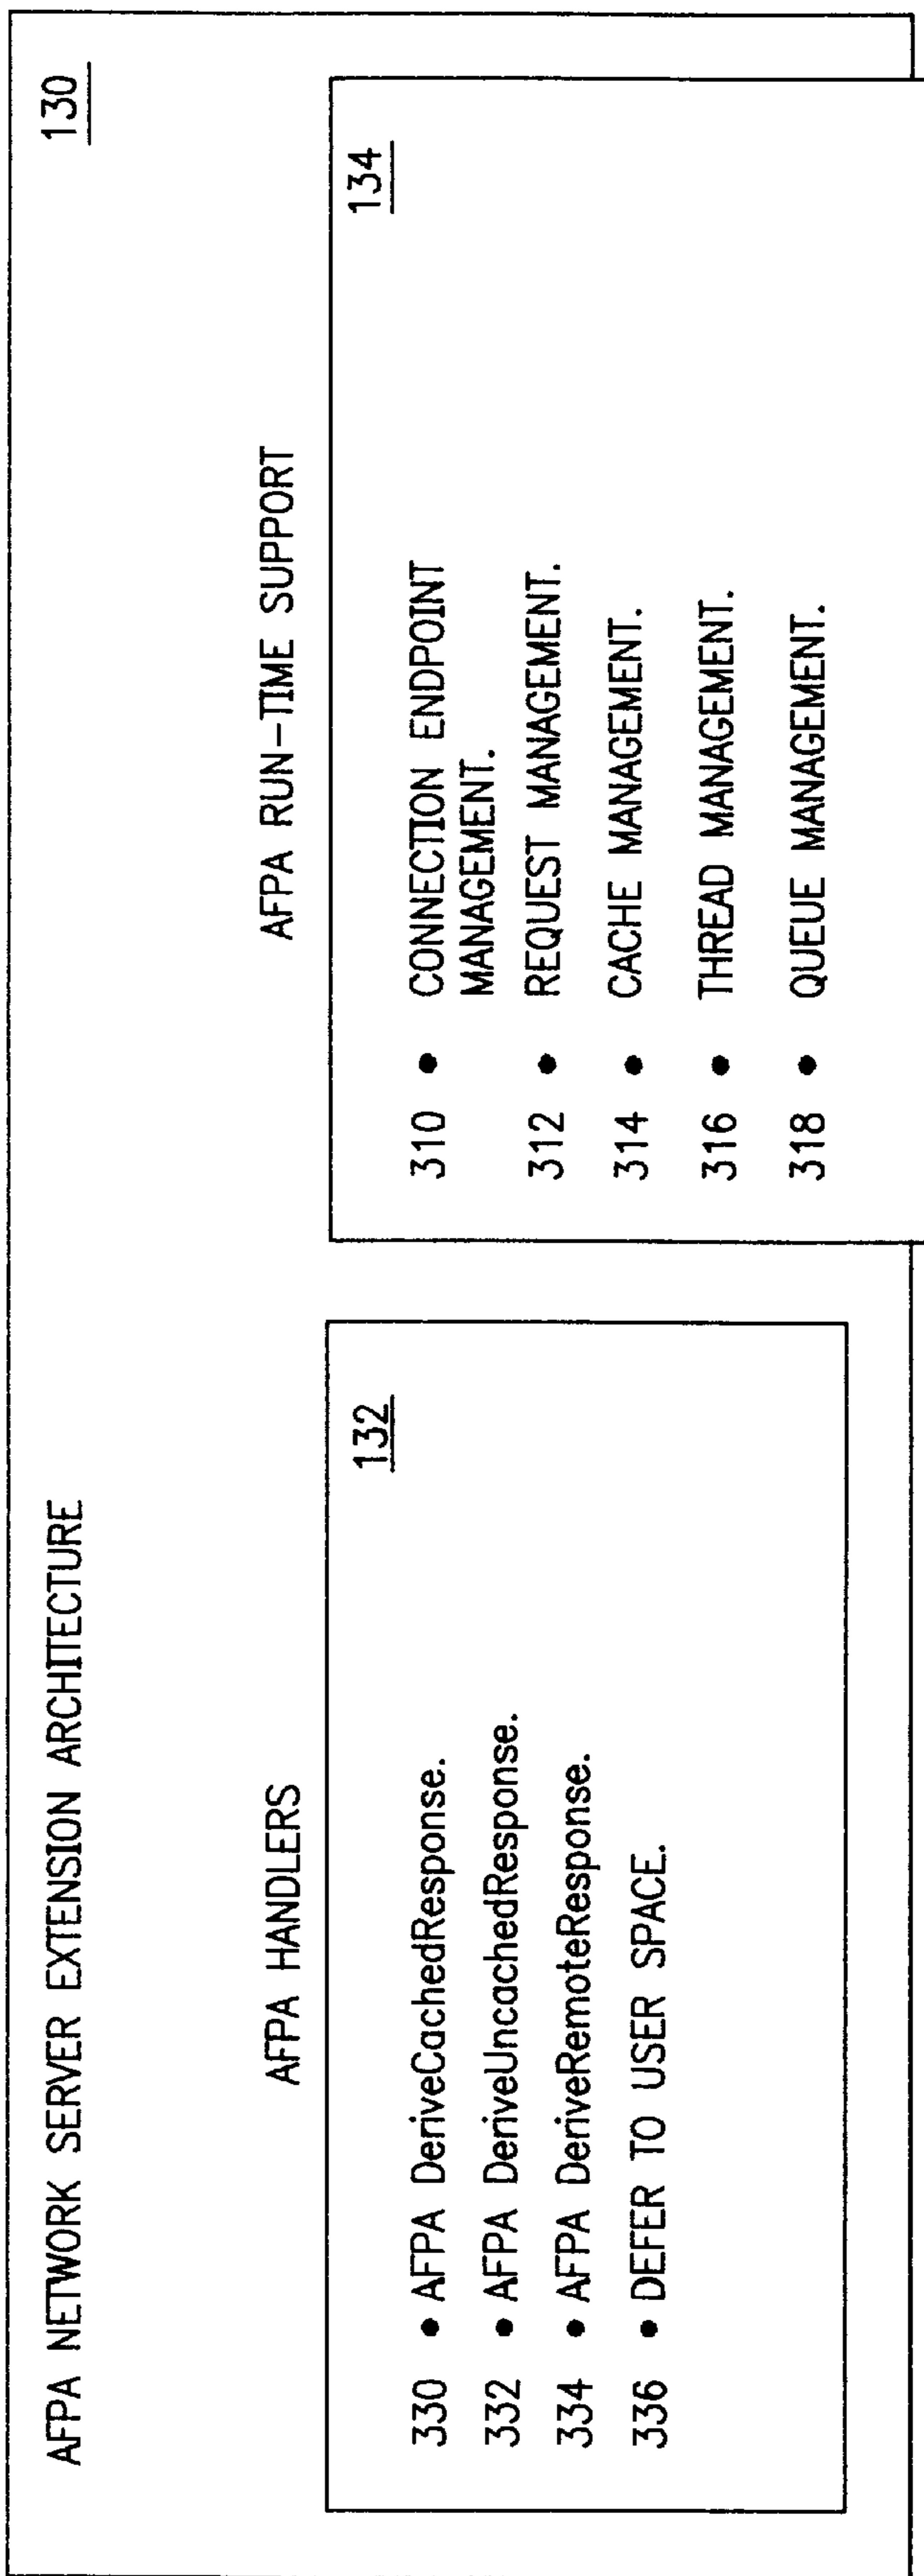 AFPA NETWORK SERVER EXTENSION ARCHITECTURE
130
AFPA HANDLERS
132
330 • AFPA DeriveCachedResponse.
332 • AFPA DeriveUncachedResponse.
334 • AFPA DeriveRemoteResponse.
336 • DEFER TO USER SPACE.
AFPA RUN-TIME SUPPORT
134
310 • CONNECTION ENDPOINT
MANAGEMENT.
312 • REQUEST MANAGEMENT.
314 • CACHE MANAGEMENT.
316 • THREAD MANAGEMENT.
318 • QUEUE MANAGEMENT.